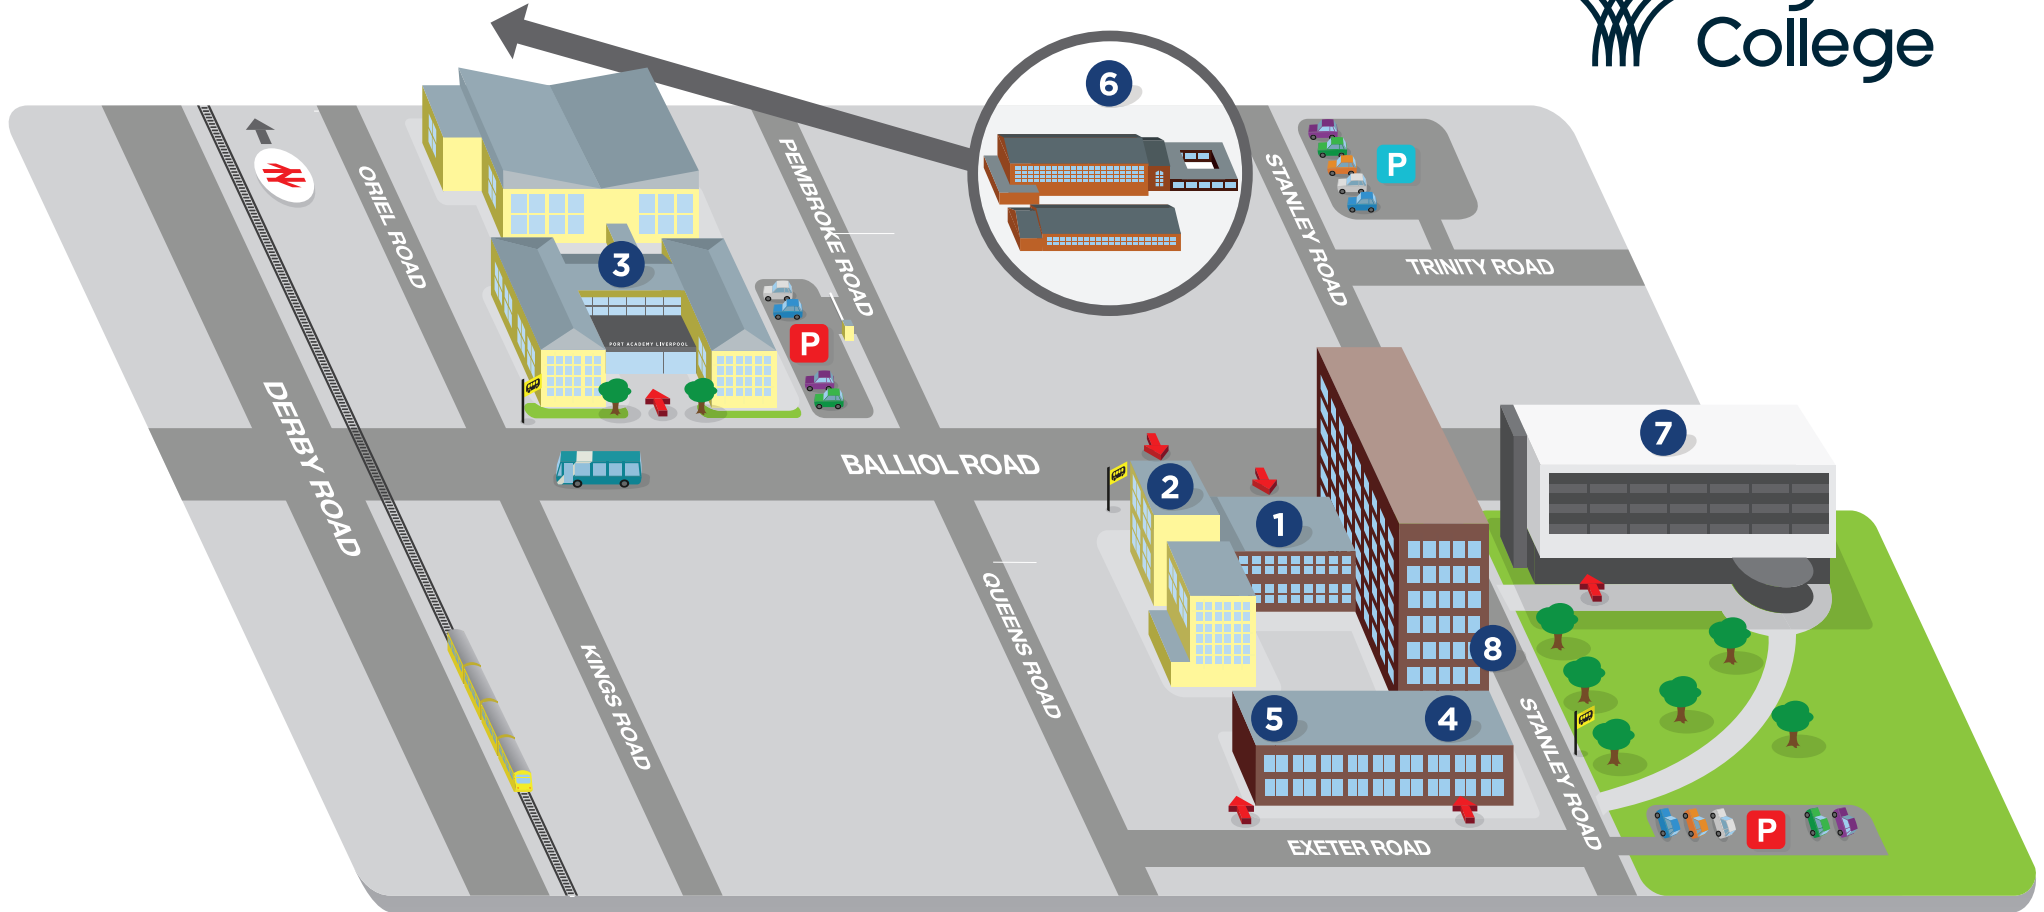 College
6
P
STANLEY ROAD
TRINITY ROAD
ORIEL ROAD
PEMBROKE ROAD
3
PORT ACADEMY LIVERPOOL
P
DERBY ROAD
BALLIOL ROAD
7
2
1
QUEENS ROAD
KINGS ROAD
8
5
4
STANLEY ROAD
EXETER ROAD
P